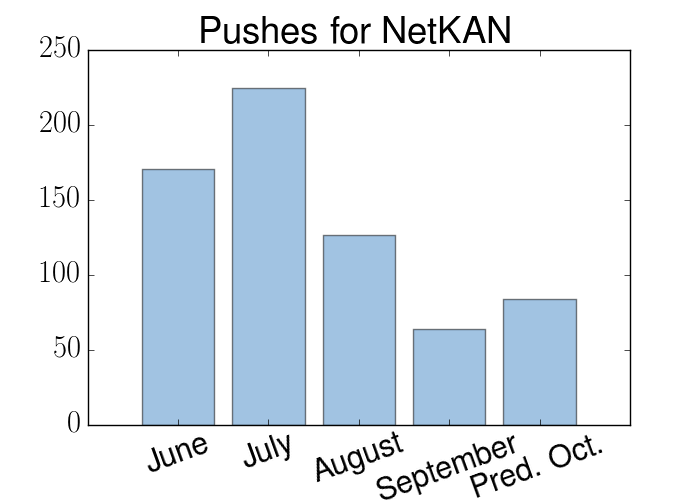 Pushes for NetKAN
250
200
150
100
50
0
June
July
August
September
Pred. Oct.